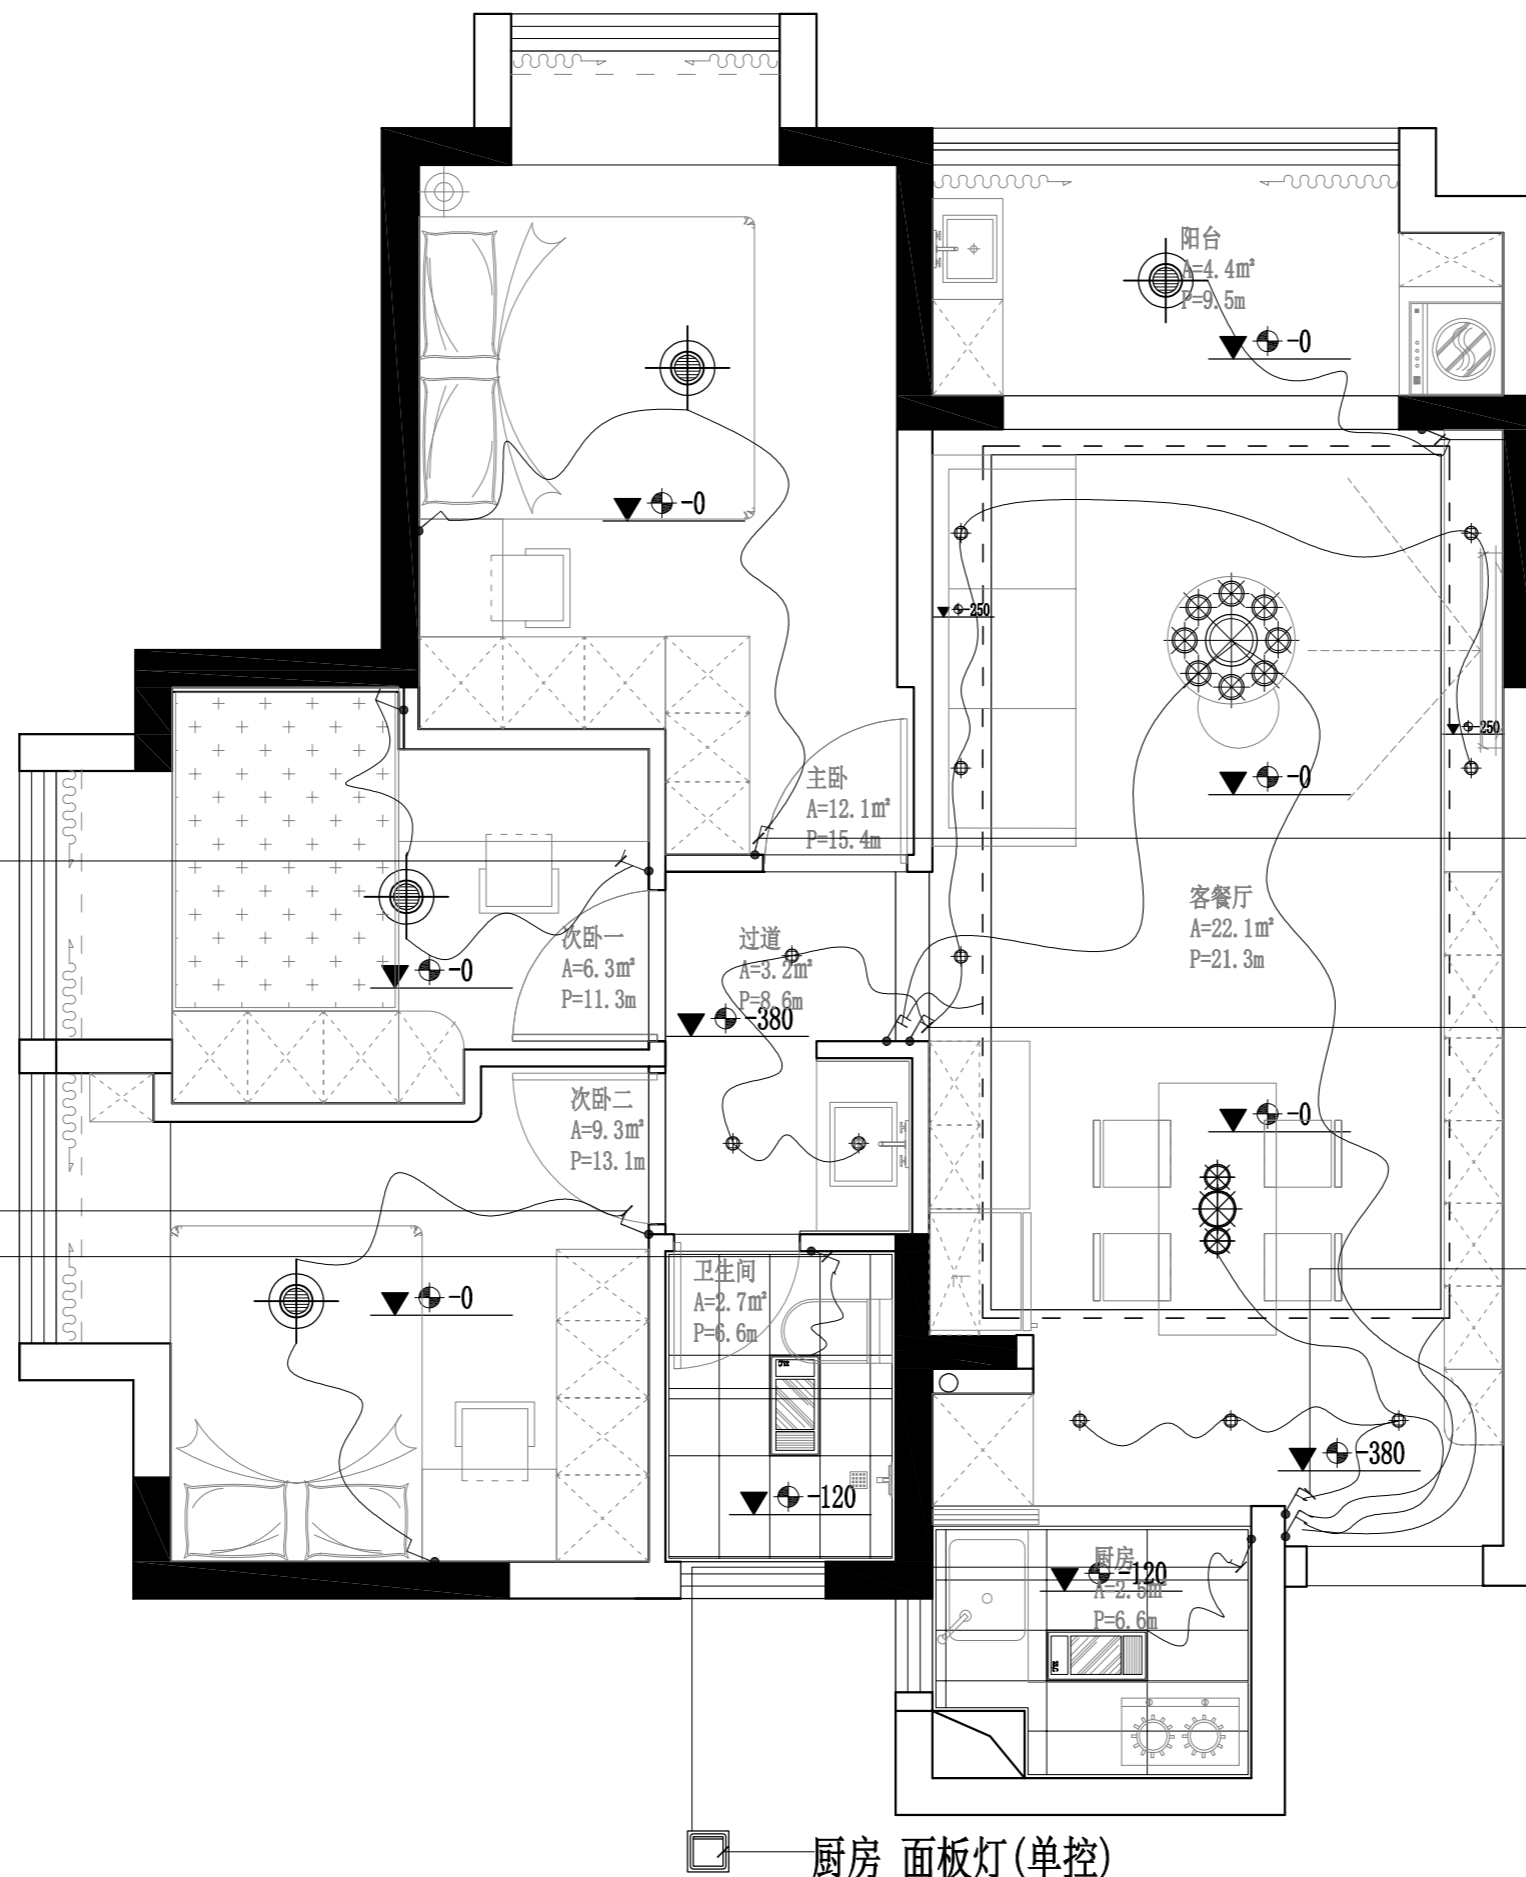 阳台
A=4.4㎡
P=9.5m
-0
-0
-250
-250
-0
主卧
A=12.1㎡
P=15.4m
客餐厅
A=22.1㎡
P=21.3m
次卧一
A=6.3㎡
P=11.3m
-0
过道
A=3.2㎡
P=8.6m
-380
次卧二
A=9.3㎡
P=13.1m
-0
-0
卫生间
A=2.7㎡
P=6.6m
-380
-120
厨房
-120
A=2.5㎡
P=6.6m
厨房 面板灯(单控)